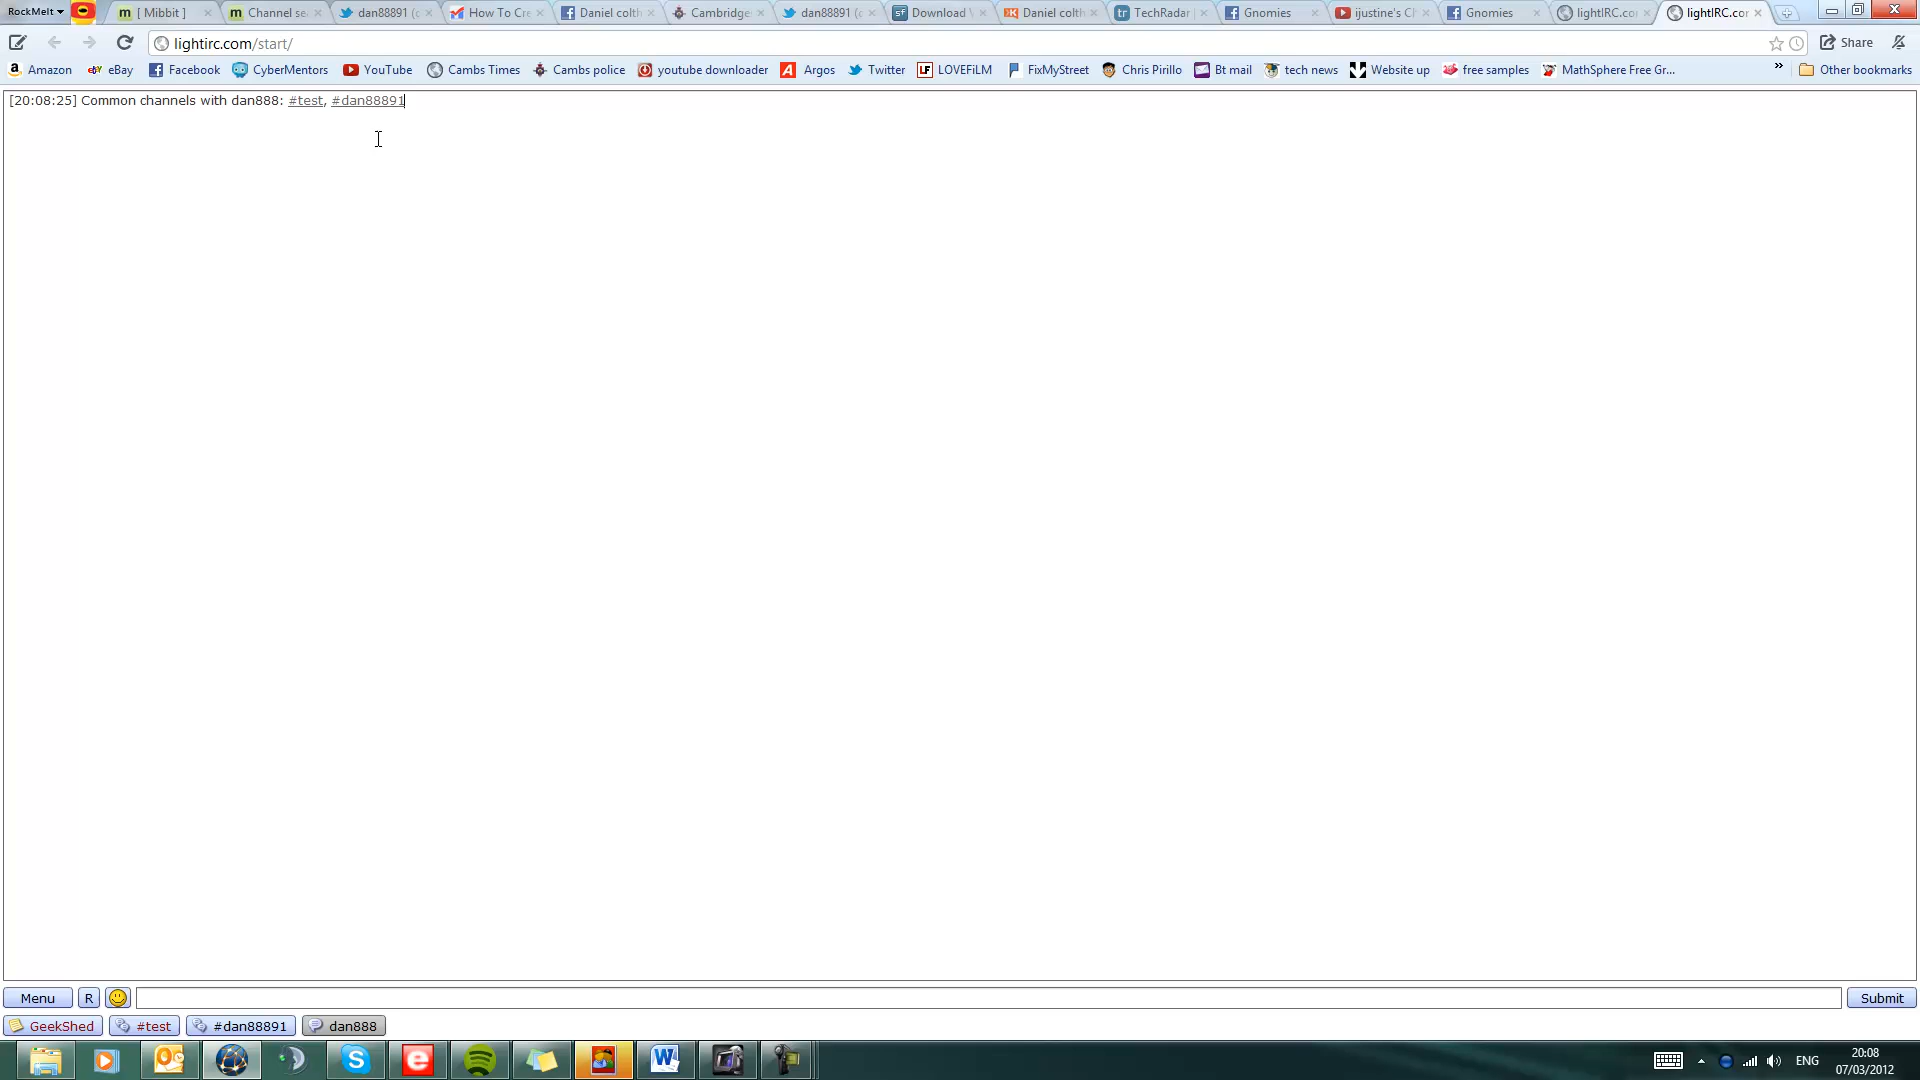 RockMelt
[ Mibbit ]
Channel se
dan88891 (
How To Cre
Daniel colth
Cambridge
dan88891 (
Download
Daniel colth
TechRadar
Gnomies
ijustine's C
Gnomies
lightIRC.co
lightIRC.co
lightirc.com/start/
Share
Amazon
eBay
Facebook
CyberMentors
YouTube
Cambs Times
Cambs police
youtube downloader
Argos
Twitter
LOVEFiLM
FixMyStreet
Chris Pirillo
Bt mail
tech news
Website up
free samples
MathSphere Free Gr...
»
Other bookmarks
[20:08:25] Common channels with dan888: #test, #dan88891
Menu
R
Submit
GeekShed
#test
#dan88891
dan888
ENG
20:08
07/03/2012